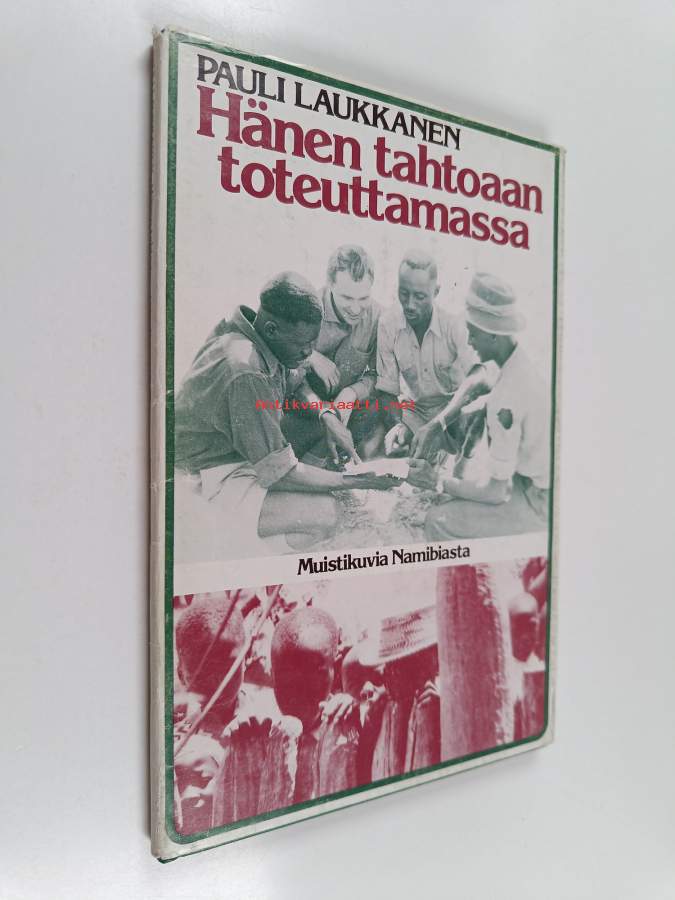 PAULI LAUKKANEN
Hänen tahtoaan
toteuttamassa
Antikvariaatti.net
Muistikuvia Namibiasta